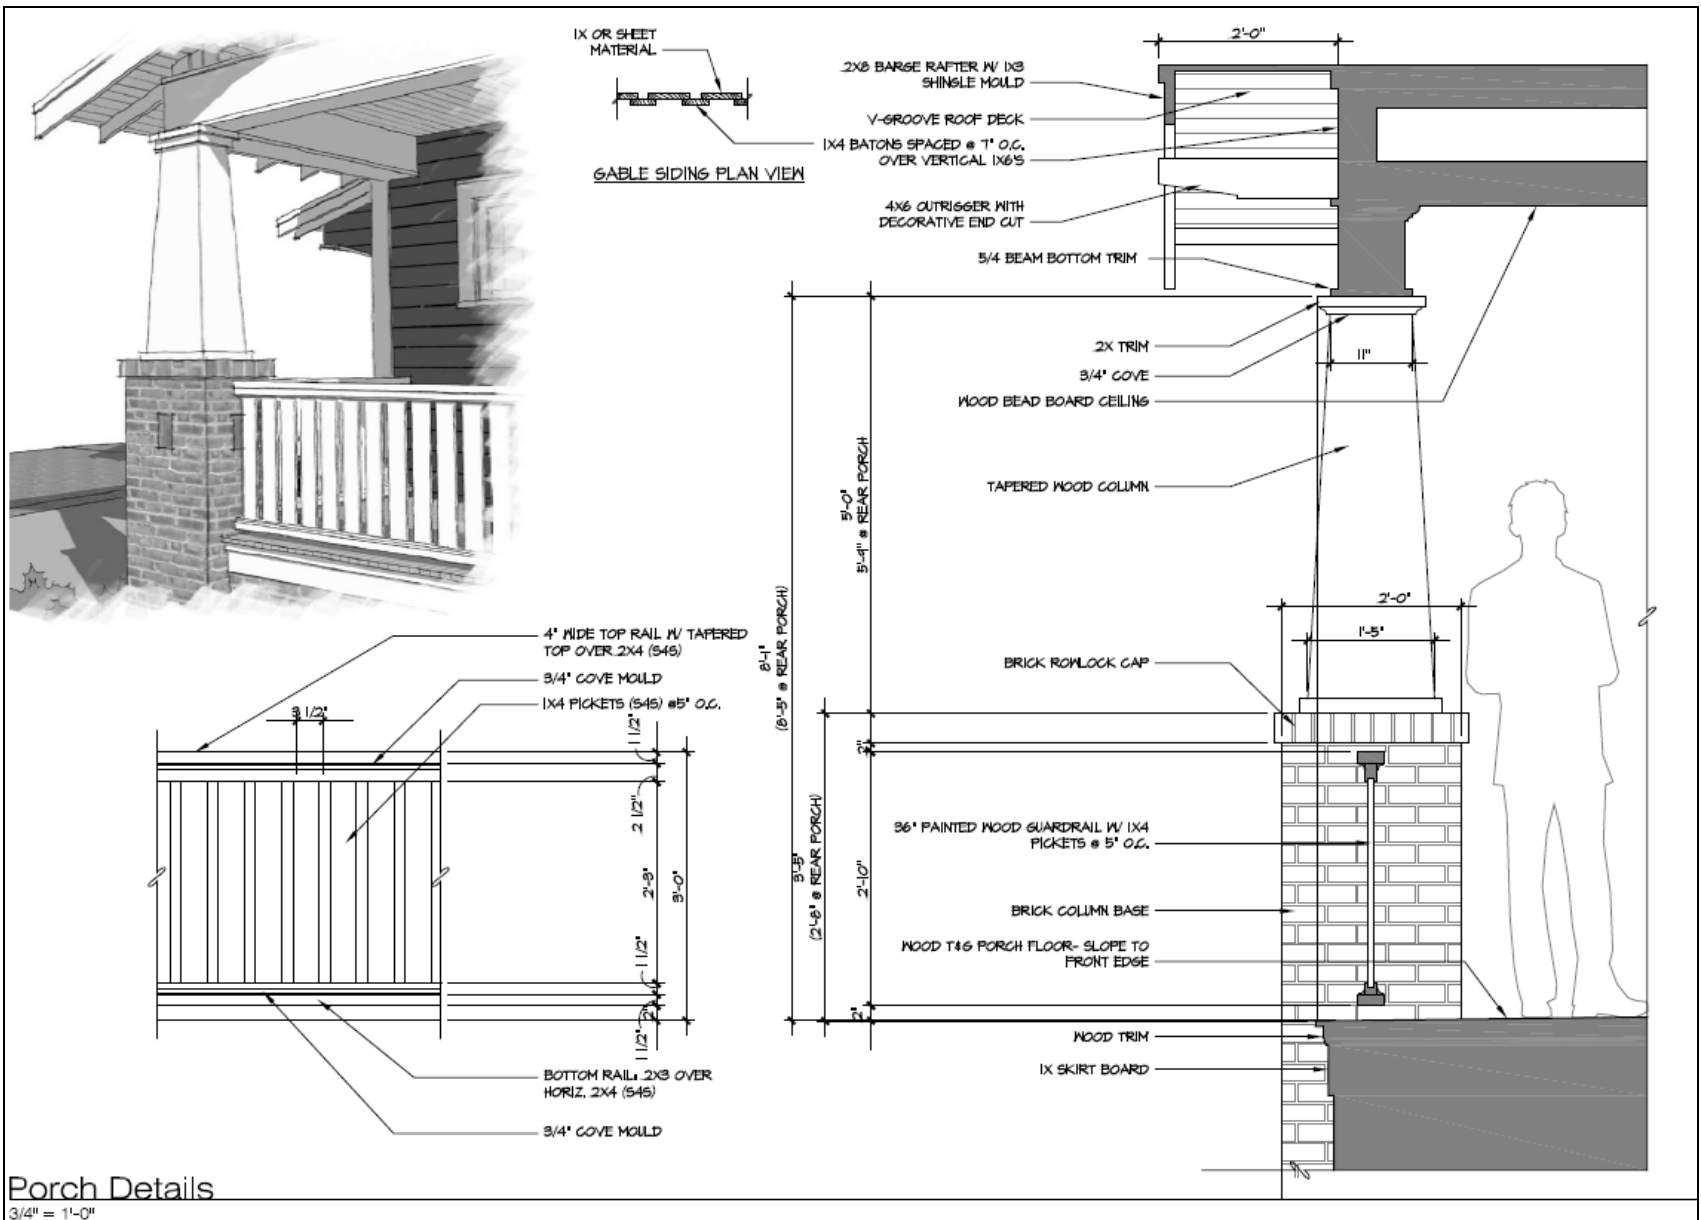 1X OR SHEET
MATERIAL
GABLE SIDING PLAN VIEW
2'-0"
2X8 BARGE RAFTER W/ 1X3
SHINGLE MOULD
V-GROOVE ROOF DECK
1X4 BATONS SPACED @ 7" O.C.
OVER VERTICAL 1X6'S
4X6 OUTRIGGER WITH
DECORATIVE END CUT
5/4 BEAM BOTTOM TRIM
2X TRIM
11"
3/4" COVE
WOOD BEAD BOARD CEILING
TAPERED WOOD COLUMN
5'-0"
5'-9" @ REAR PORCH
8'-1"
(8'-5" @ REAR PORCH)
2'-0"
1'-5"
BRICK ROWLOCK CAP
2"
3'-5"
(2'-8" @ REAR PORCH)
36" PAINTED WOOD GUARDRAIL W/ 1X4
PICKETS @ 5" O.C.
2'-10"
BRICK COLUMN BASE
WOOD T&G PORCH FLOOR- SLOPE TO
FRONT EDGE
2"
WOOD TRIM
1X SKIRT BOARD
4" WIDE TOP RAIL W/ TAPERED
TOP OVER 2X4 (S4S)
3/4" COVE MOULD
1X4 PICKETS (S4S) @5" O.C.
3 1/2"
1 1/2"
2 1/2"
2'-3"
3'-0"
1 1/2"
2"
1 1/2"
BOTTOM RAIL: 2X3 OVER
HORIZ. 2X4 (S4S)
3/4" COVE MOULD
Porch Details
3/4" = 1'-0"